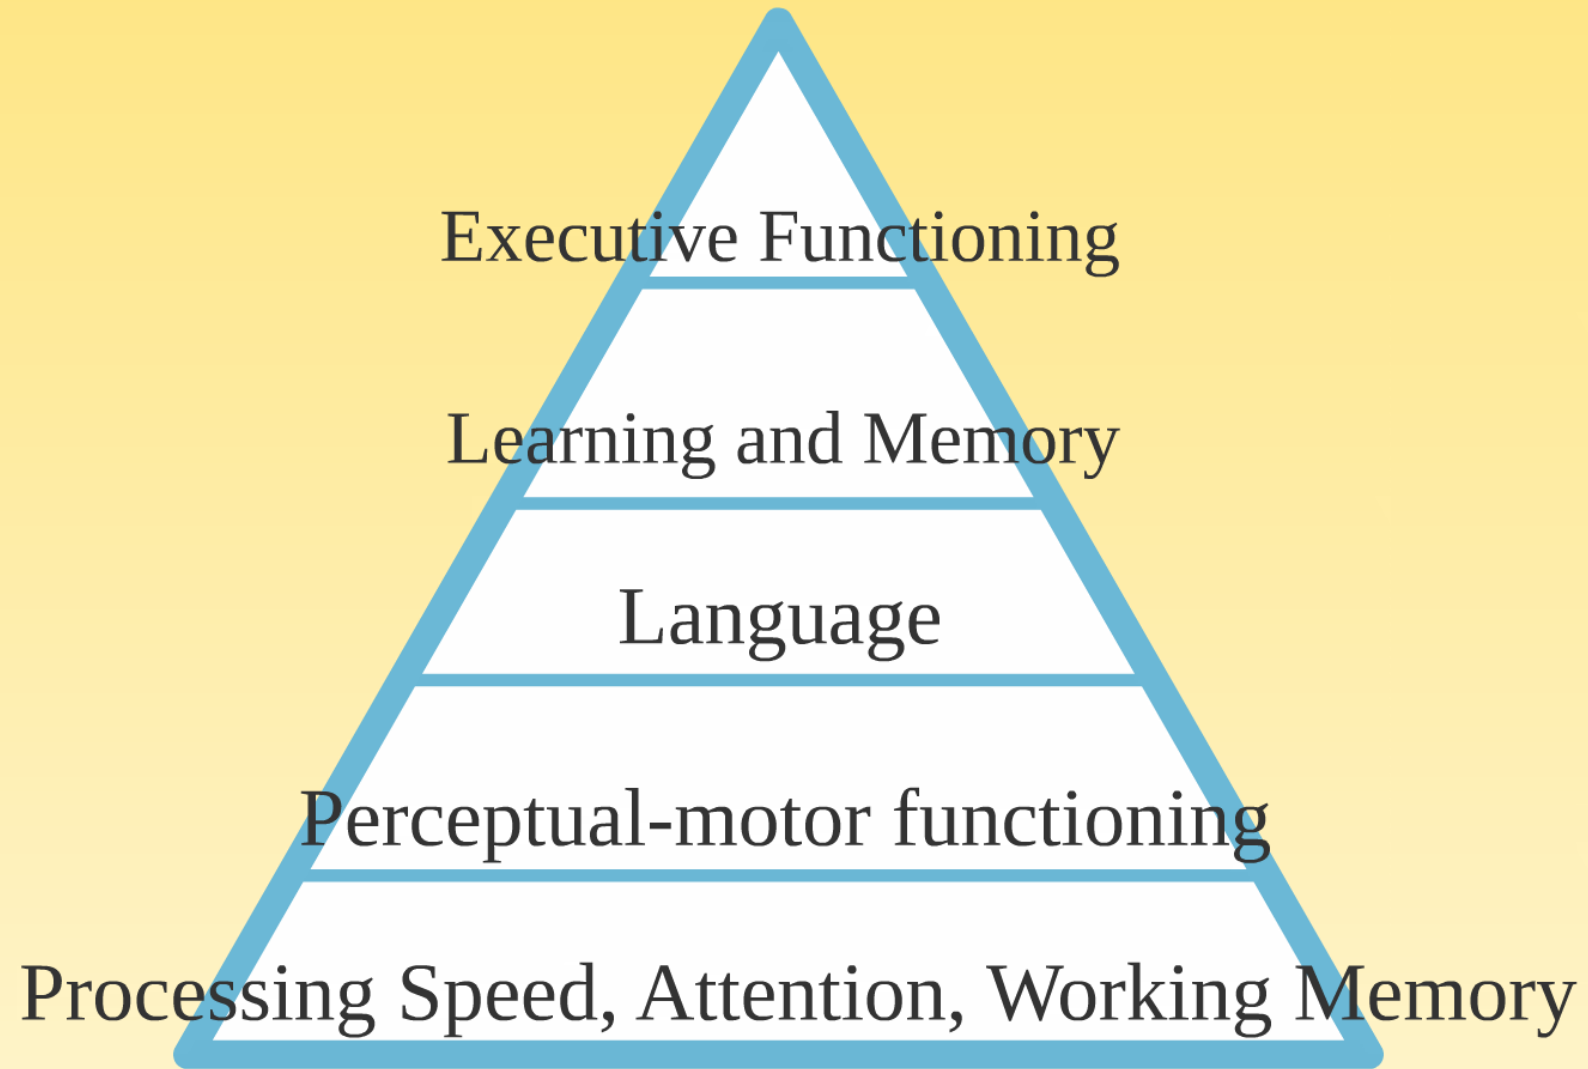 Executive Functioning
Learning and Memory
Language
Perceptual-motor functioning
Processing Speed, Attention, Working Memory